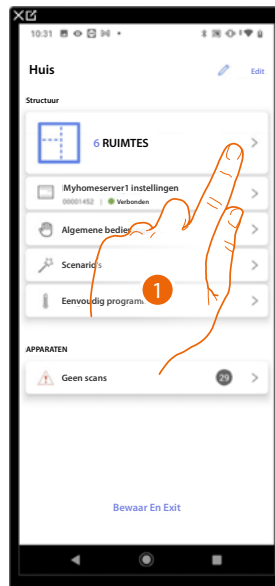 10:31
Huis
Edit
Structuur
6 RUIMTES
Myhomeserver1 instellingen
00001452 | Verbonden
Algemene bedie
Scenario's
Eenvoudig program
1
APPARATEN
Geen scans
29
Bewaar En Exit